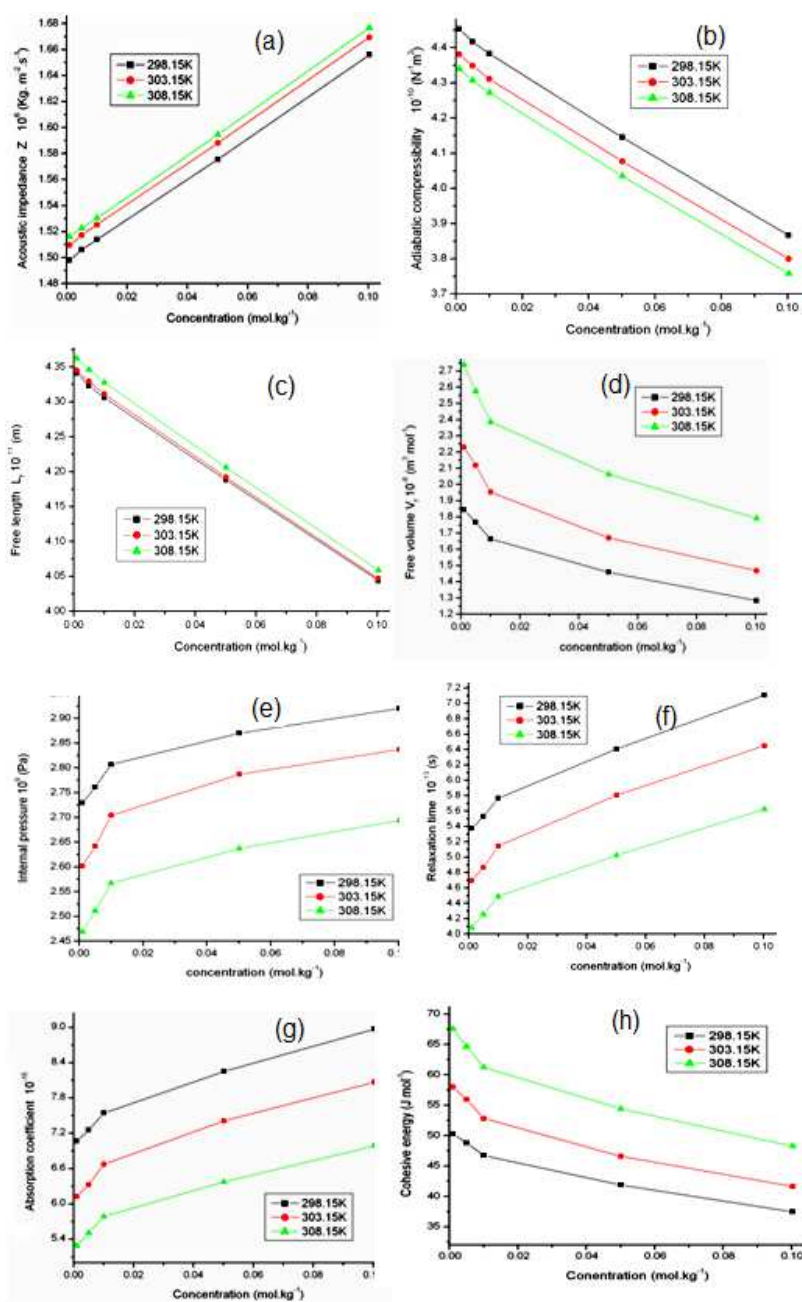 (a)
Acoustic impedance Z 10⁶ (Kg. m⁻².s¹)
1.68
1.66
1.64
1.62
1.60
1.58
1.56
1.54
1.52
1.50
1.48
298.15K
303.15K
308.15K
0.00 0.02 0.04 0.06 0.08 0.10
Concentration (mol.kg⁻¹)
(b)
Adiabatic compressibility 10⁻¹⁰ (N⁻¹m²)
4.4
4.3
4.2
4.1
4.0
3.9
3.8
3.7
298.15K
303.15K
308.15K
0.00 0.02 0.04 0.06 0.08 0.10
Concentration (mol.kg⁻¹)
(c)
Free length L 10⁻¹¹ (m)
4.35
4.30
4.25
4.20
4.15
4.10
4.05
4.00
298.15K
303.15K
308.15K
0.00 0.02 0.04 0.06 0.08 0.10
Concentration (mol.kg⁻¹)
(d)
Free volume V (m³ mol⁻¹)
2.7
2.6
2.5
2.4
2.3
2.2
2.1
2.0
1.9
1.8
1.7
1.6
1.5
1.4
1.3
1.2
298.15K
303.15K
308.15K
0.00 0.02 0.04 0.06 0.08 0.10
concentration (mol.kg⁻¹)
(e)
Internal pressure (Pa)
2.90
2.85
2.80
2.75
2.70
2.65
2.60
2.55
2.50
2.45
298.15K
303.15K
308.15K
0.00 0.02 0.04 0.06 0.08 0.
concentration (mol.kg⁻¹)
(f)
Relaxation time (s)
7.2
7.0
6.8
6.6
6.4
6.2
6.0
5.8
5.6
5.4
5.2
5.0
4.8
4.6
4.4
4.2
4.0
298.15K
303.15K
308.15K
0.00 0.02 0.04 0.06 0.08 0.10
concentration (mol.kg⁻¹)
(g)
Absorption coefficient
9.0
8.4
7.8
7.2
6.6
6.0
5.4
298.15K
303.15K
308.15K
0.00 0.02 0.04 0.06 0.08 0.1
Concentration (mol.kg⁻¹)
(h)
Cohesive energy (J mol⁻¹)
70
65
60
55
50
45
40
35
298.15K
303.15K
308.15K
0.00 0.02 0.04 0.06 0.08 0.10
Conentration (mol.kg⁻¹)